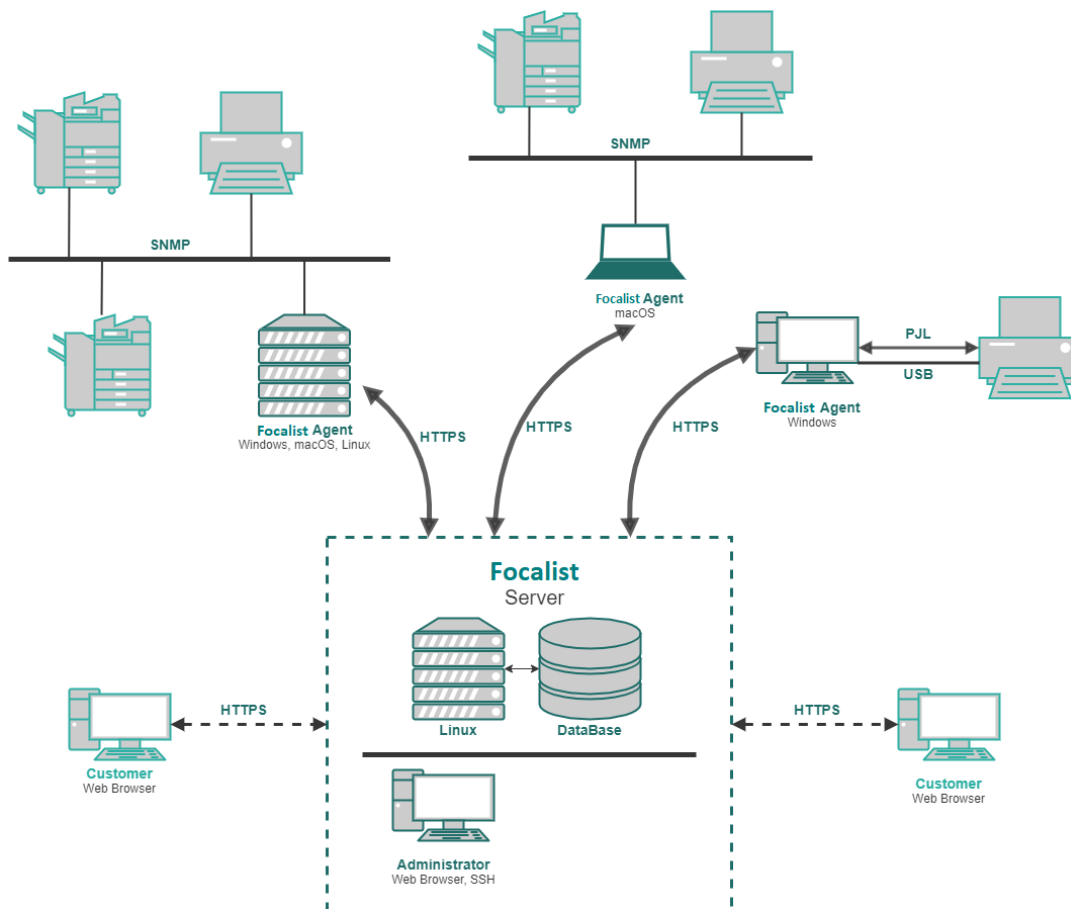 SNMP
SNMP
Focalist Agent
macOS
PJL
USB
Focalist Agent
Windows
Focalist Agent
Windows, macOS, Linux
HTTPS
HTTPS
HTTPS
Focalist
Server
Linux
DataBase
HTTPS
HTTPS
Customer
Web Browser
Customer
Web Browser
Administrator
Web Browser, SSH